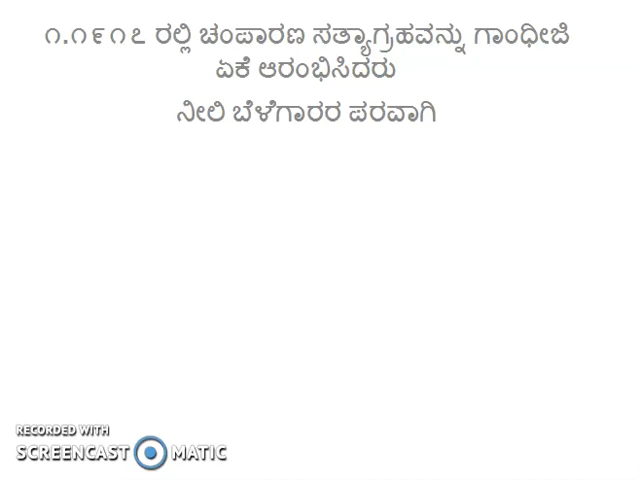 ೧.೧೯೧೭ ರಲ್ಲಿ ಚಂಪಾರಣ ಸತ್ಯಾಗ್ರಹವನ್ನು ಗಾಂಧೀಜಿ
ಏಕೆ ಆರಂಭಿಸಿದರು
ನೀಲಿ ಬೆಳೆಗಾರರ ಪರವಾಗಿ
RECORDED WITH
SCREENCAST MATIC